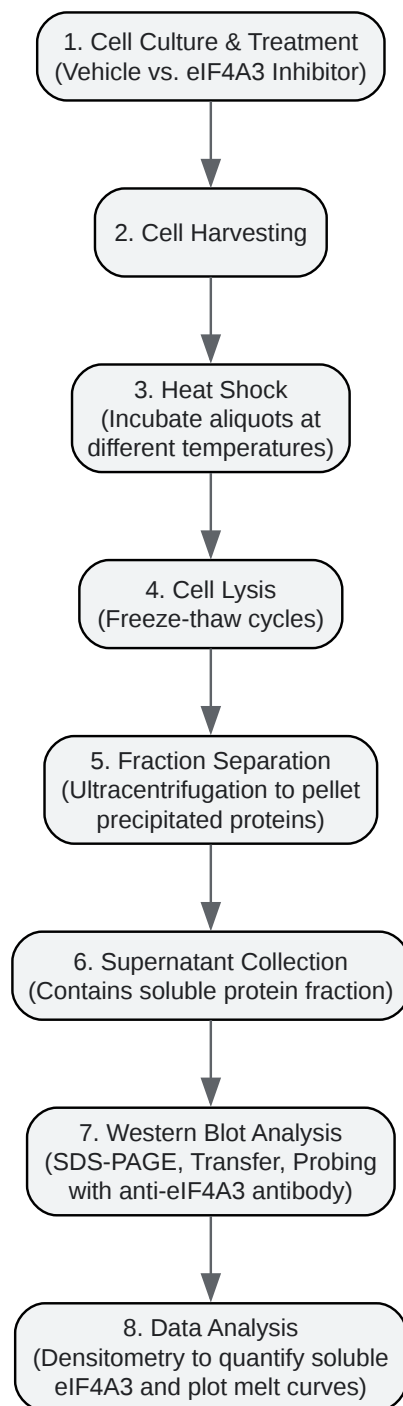 1. Cell Culture & Treatment
(Vehicle vs. eIF4A3 Inhibitor)
2. Cell Harvesting
3. Heat Shock
(Incubate aliquots at
different temperatures)
4. Cell Lysis
(Freeze-thaw cycles)
5. Fraction Separation
(Ultracentrifugation to pellet
precipitated proteins)
6. Supernatant Collection
(Contains soluble protein fraction)
7. Western Blot Analysis
(SDS-PAGE, Transfer, Probing
with anti-eIF4A3 antibody)
8. Data Analysis
(Densitometry to quantify soluble
eIF4A3 and plot melt curves)